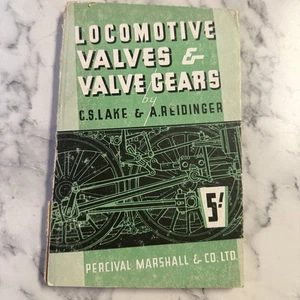 LOCOMOTIVE
VALVES &
VALVE GEARS
by
C.S. LAKE & A. REIDINGER
5/-
PERCIVAL MARSHALL & CO. LTD.